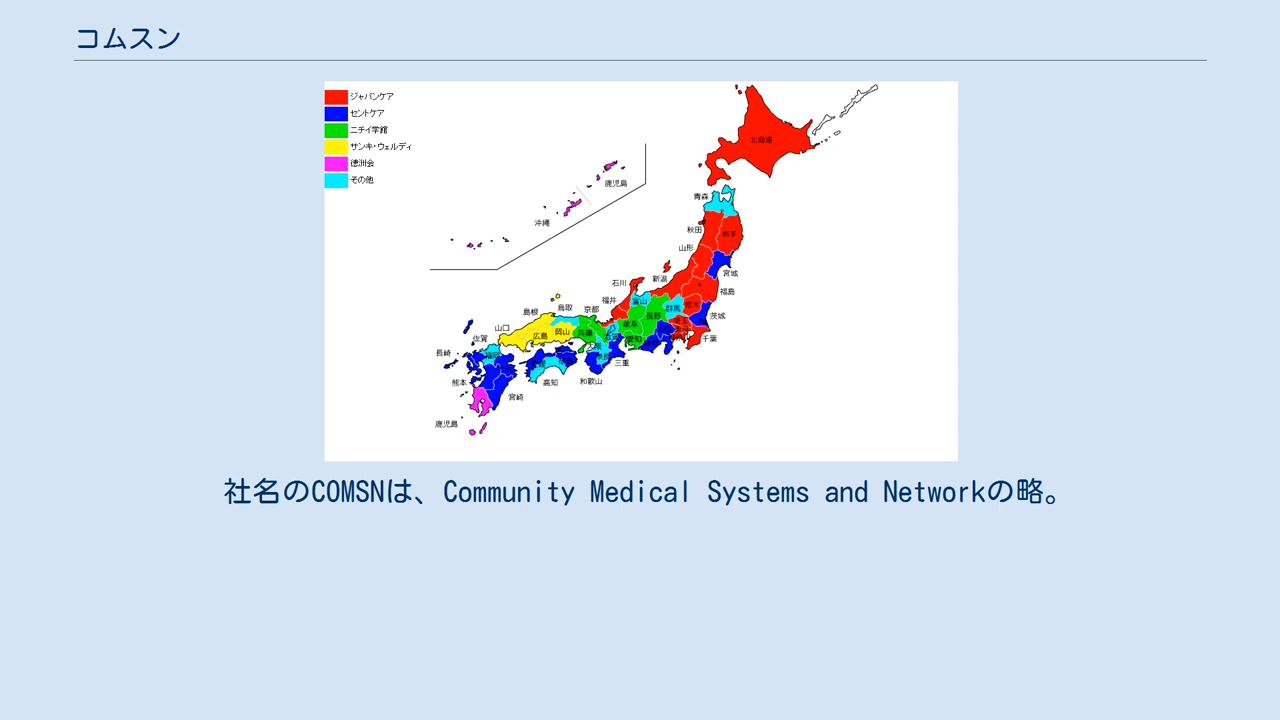 コムスン
ジャパンケア
セントケア
ニチイ学館
サンキ・ウェルディ
徳洲会
その他
北海道
青森
秋田
岩手
山形
宮城
福島
新潟
石川
福井
富山
群馬
栃木
茨城
長野
岐阜
愛知
千葉
京都
鳥取
島根
岡山
広島
兵庫
山口
大阪
三重
和歌山
高知
佐賀
福岡
長崎
熊本
宮崎
鹿児島
鹿児島
沖縄
社名のCOMSNは、Community Medical Systems and Networkの略。